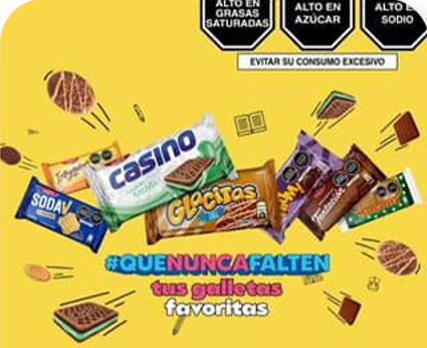 ALTO EN
GRASAS
SATURADAS
ALTO EN
AZÚCAR
ALTO
SODIO
EVITAR SU CONSUMO EXCESIVO
casino
GLACITAS
SODA V
Tentación
#QUENUNCAFALTEN
tus galletas
favoritas